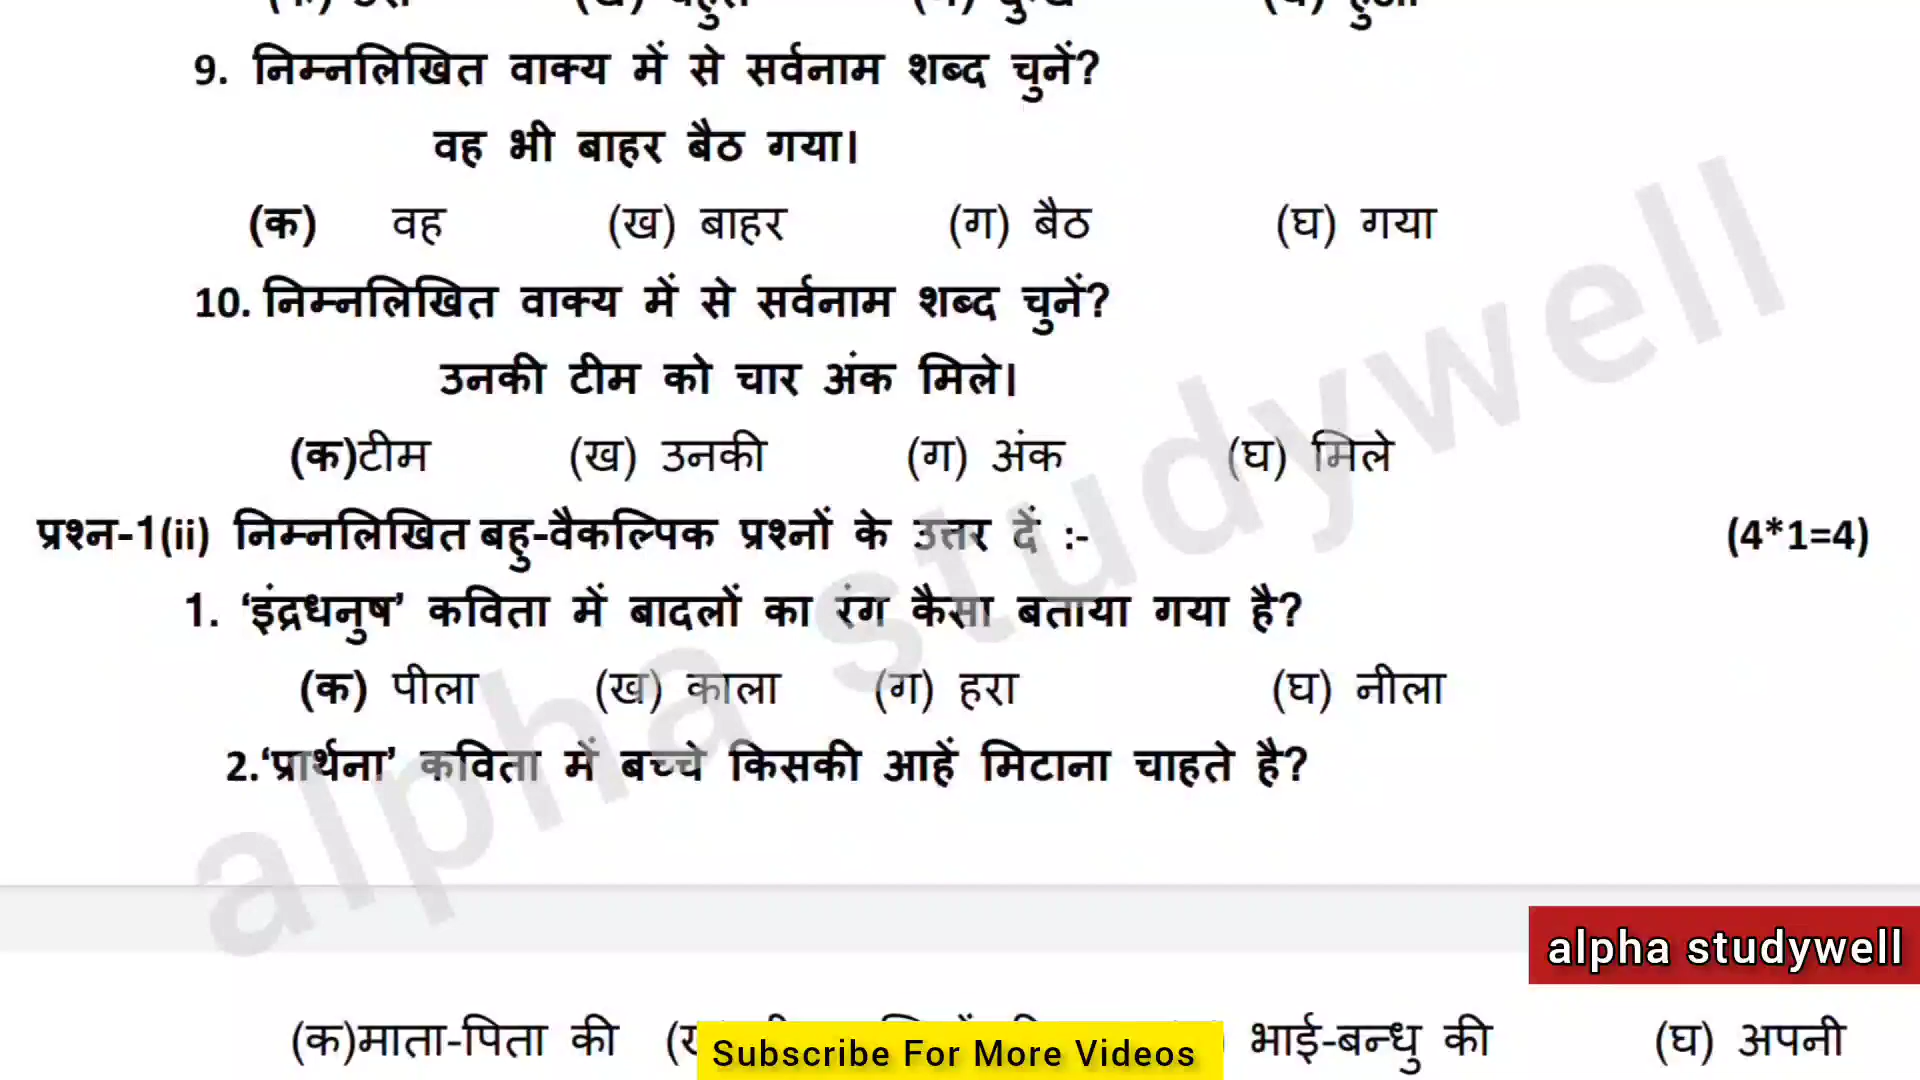 9. निम्नलिखित वाक्य में से सर्वनाम शब्द चुनें?
वह भी बाहर बैठ गया।
(क) वह (ख) बाहर (ग) बैठ (घ) गया
10. निम्नलिखित वाक्य में से सर्वनाम शब्द चुनें?
उनकी टीम को चार अंक मिले।
(क)टीम (ख) उनकी (ग) अंक (घ) मिले
प्रश्न-1(ii) निम्नलिखित बहु-वैकल्पिक प्रश्नों के उत्तर दें :- (4*1=4)
1. ‘इंद्रधनुष’ कविता में बादलों का रंग कैसा बताया गया है?
(क) पीला (ख) काला (ग) हरा (घ) नीला
2.‘प्रार्थना’ कविता में बच्चे किसकी आहें मिटाना चाहते है?
alpha studywell
alpha studywell
(क)माता-पिता की भाई-बन्धु की (घ) अपनी
Subscribe For More Videos